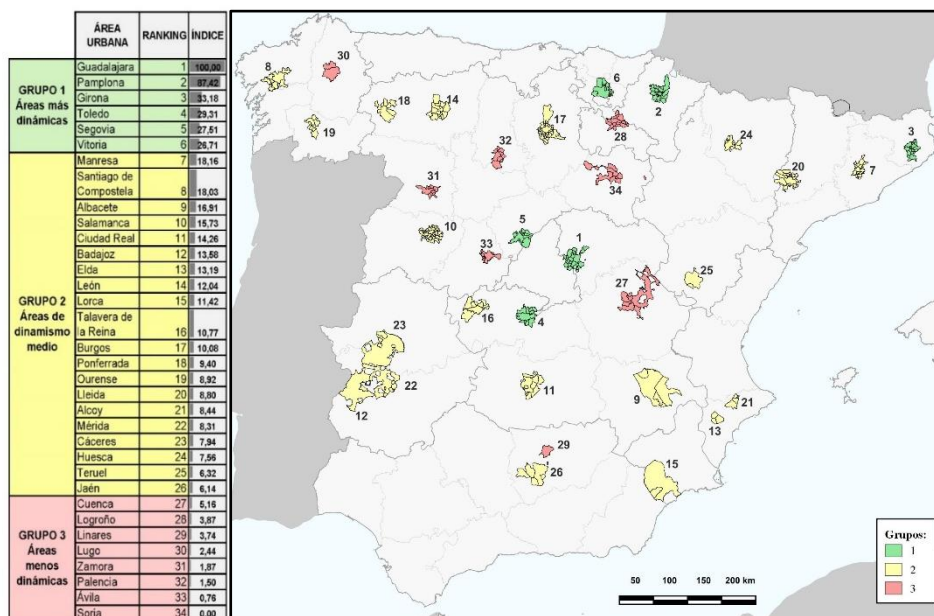 ÁREA URBANA RANKING ÍNDICE
GRUPO 1 Áreas más dinámicas
Guadalajara 1 100,00
Pamplona 2 87,42
Girona 3 33,18
Toledo 4 29,31
Segovia 5 27,51
Vitoria 6 26,71
GRUPO 2 Áreas de dinamismo medio
Manresa 7 18,16
Santiago de Compostela 8 18,03
Albacete 9 16,91
Salamanca 10 15,73
Ciudad Real 11 14,26
Badajoz 12 13,58
Elda 13 13,19
León 14 12,04
Lorca 15 11,42
Talavera de la Reina 16 10,77
Burgos 17 10,08
Ponferrada 18 9,40
Ourense 19 8,92
Lleida 20 8,80
Alcoy 21 8,44
Mérida 22 8,31
Cáceres 23 7,94
Huesca 24 7,56
Teruel 25 6,32
Jaén 26 6,14
GRUPO 3 Áreas menos dinámicas
Cuenca 27 5,16
Logroño 28 3,87
Linares 29 3,74
Lugo 30 2,44
Zamora 31 1,87
Palencia 32 1,50
Ávila 33 0,76
Soria 34 0,00
8
30
6
2
18
14
17
28
3
19
32
24
20
7
31
34
10
5
1
33
27
25
16
4
23
22
12
11
9
21
13
29
26
15
Grupos:
1
2
3
50 100 150 200 km